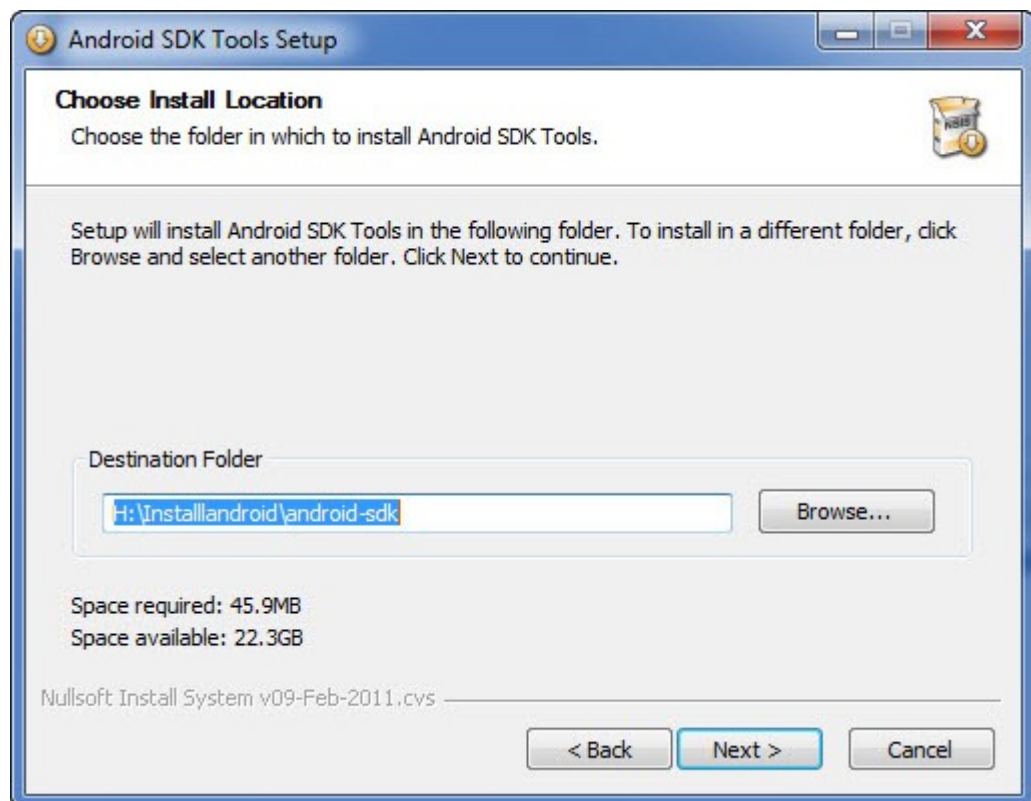 Android SDK Tools Setup
Choose Install Location
Choose the folder in which to install Android SDK Tools.
NSIS
Setup will install Android SDK Tools in the following folder. To install in a different folder, click
Browse and select another folder. Click Next to continue.
Destination Folder
H:\Installlandroid\android-sdk
Browse...
Space required: 45.9MB
Space available: 22.3GB
Nullsoft Install System v09-Feb-2011.cvs
< Back
Next >
Cancel